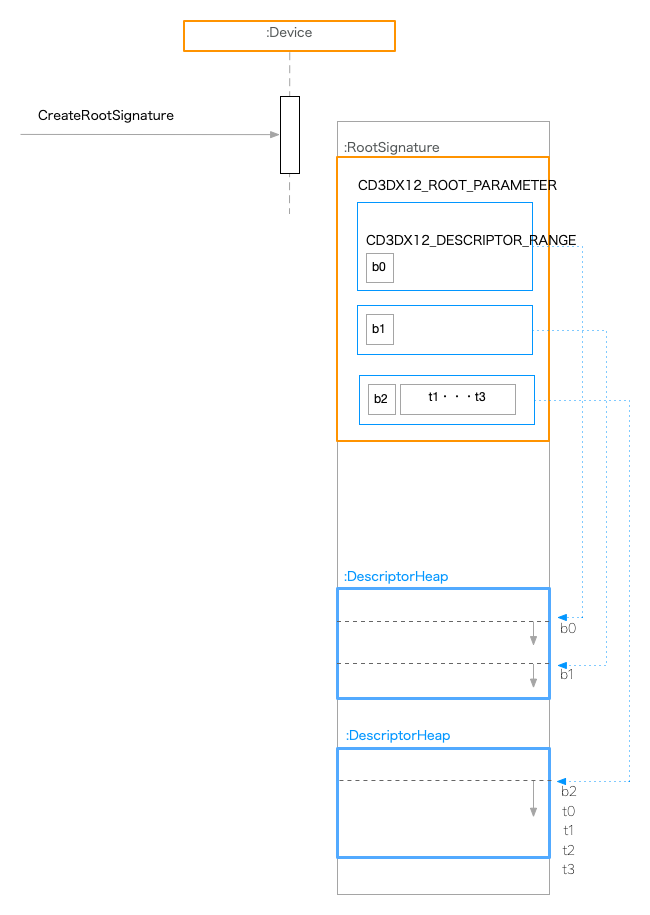 :Device
CreateRootSignature
:RootSignature
CD3DX12_ROOT_PARAMETER
CD3DX12_DESCRIPTOR_RANGE
b0
b1
b2
t1・・・t3
:DescriptorHeap
b0
b1
:DescriptorHeap
b2
t0
t1
t2
t3